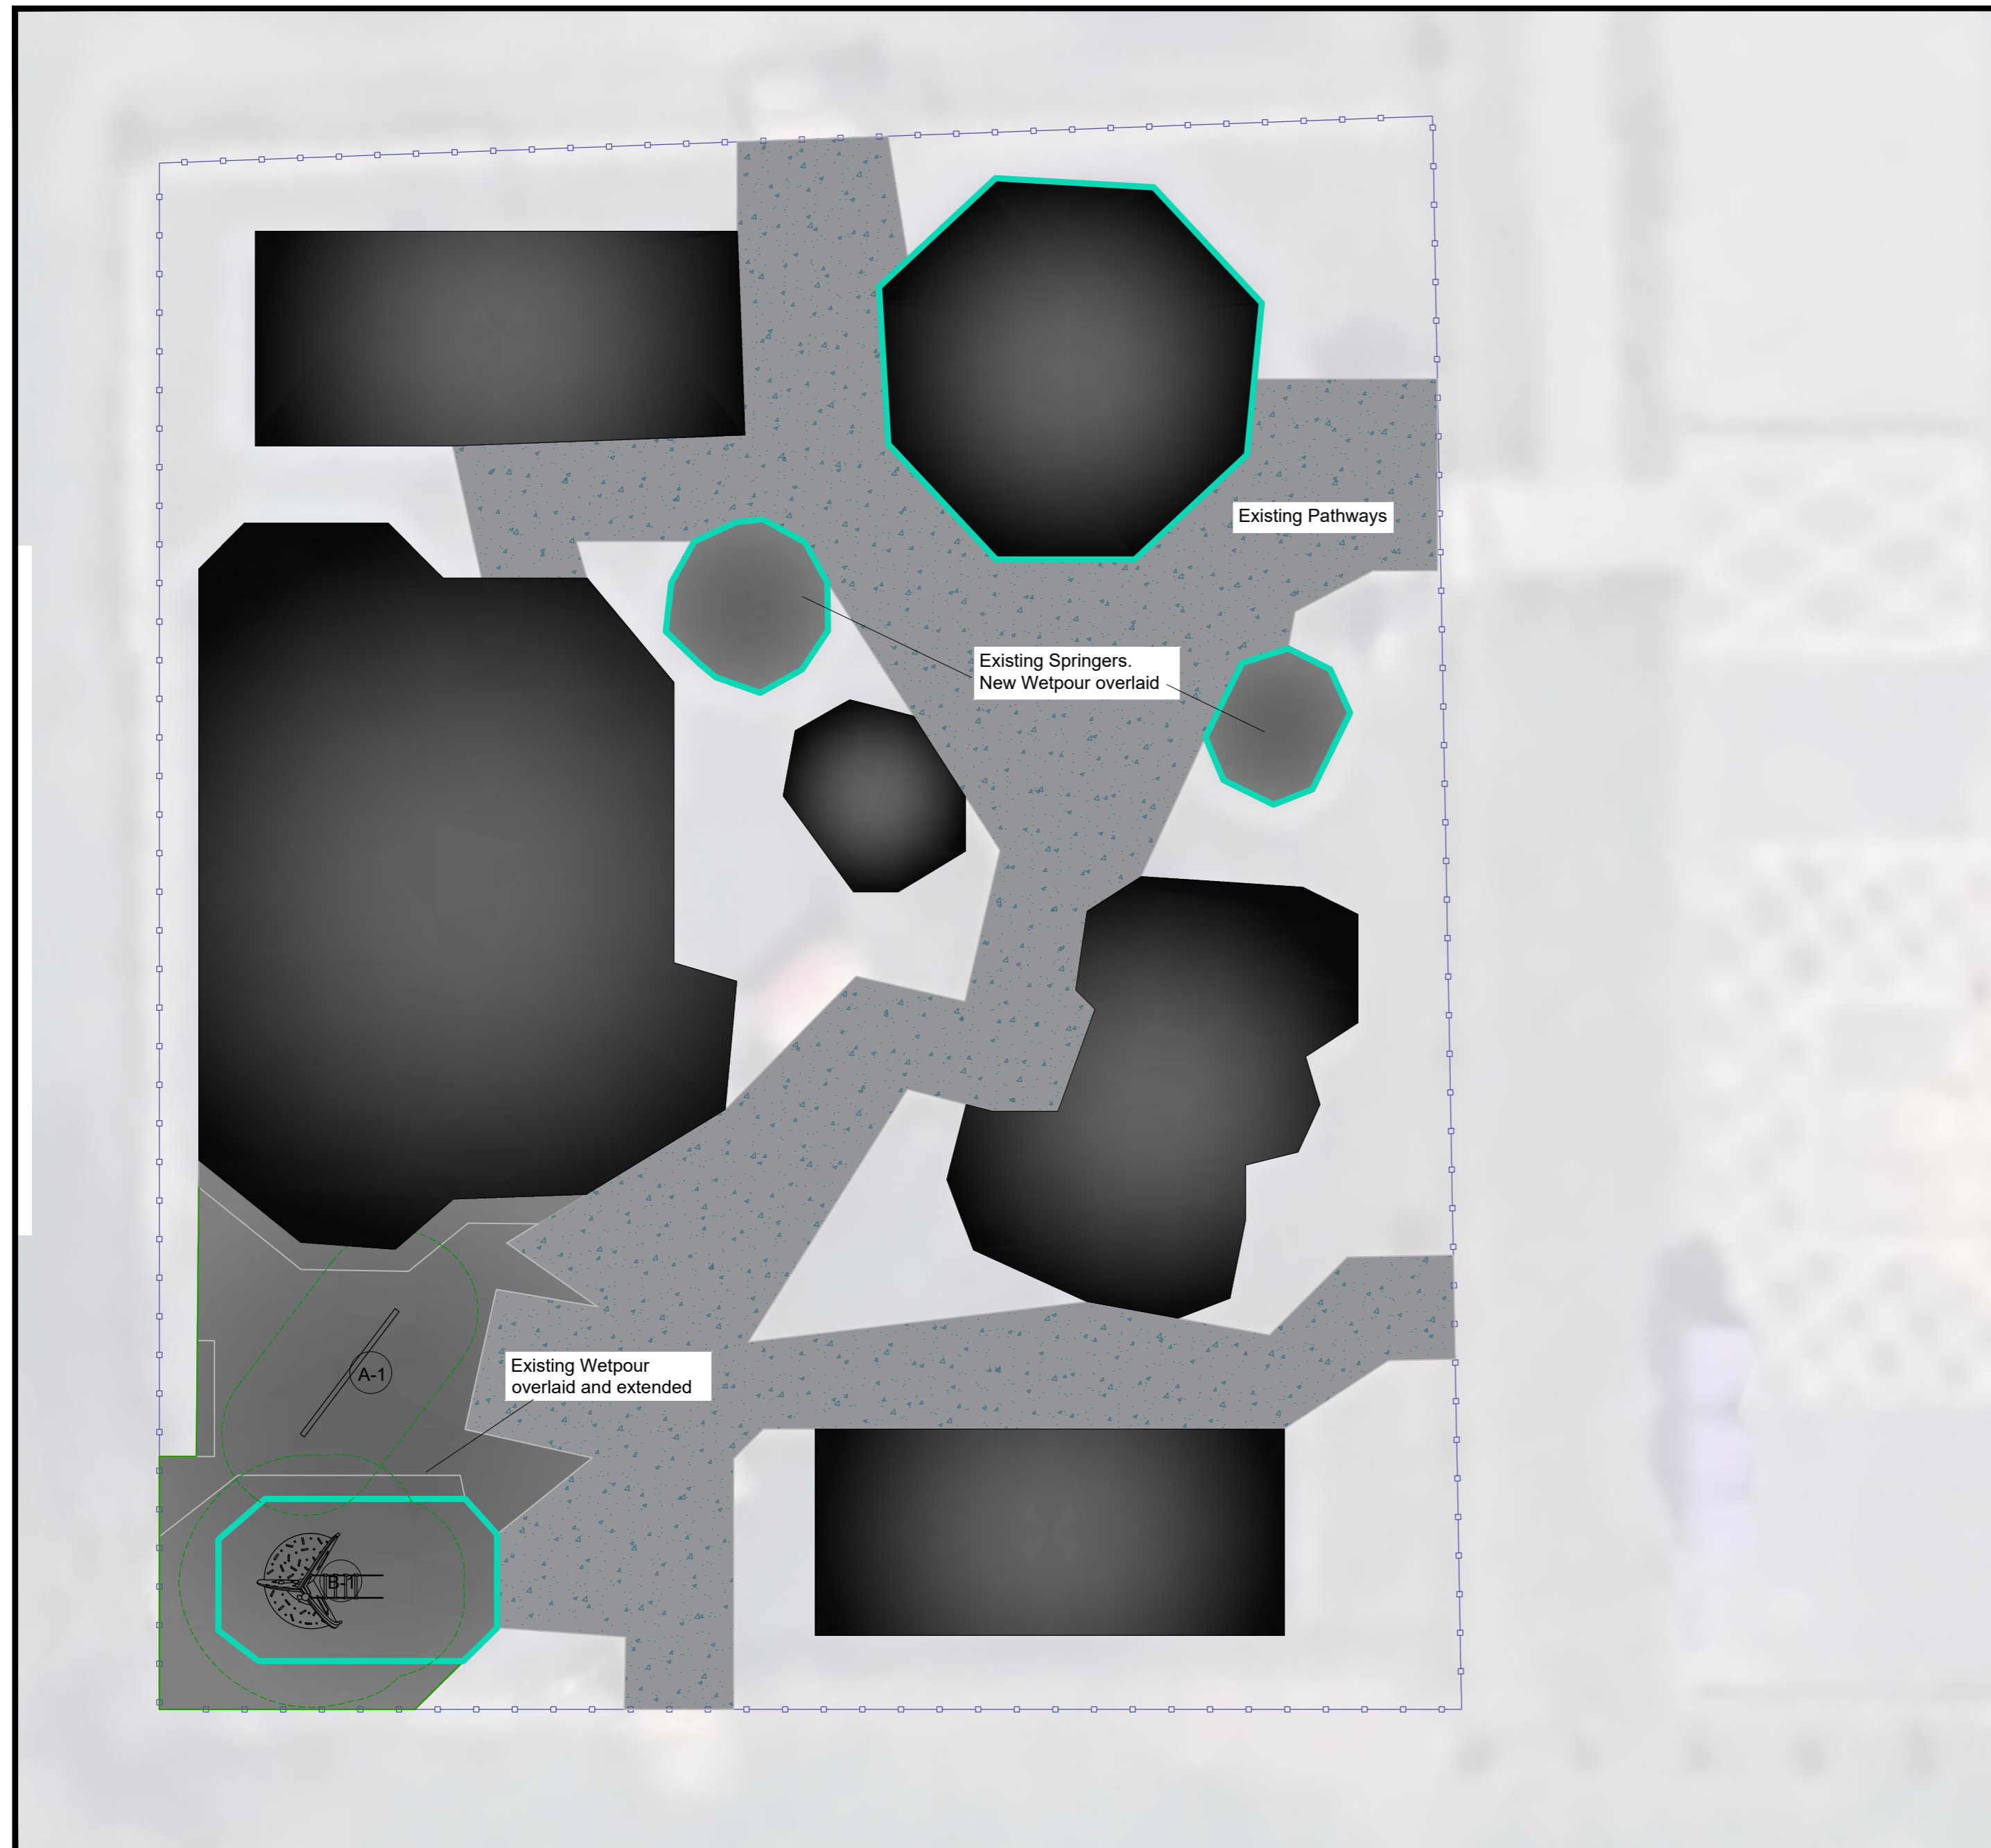 Existing Pathways
Existing Springers.
New Wetpour overlaid
Existing Wetpour
overlaid and extended
A-1
B-1